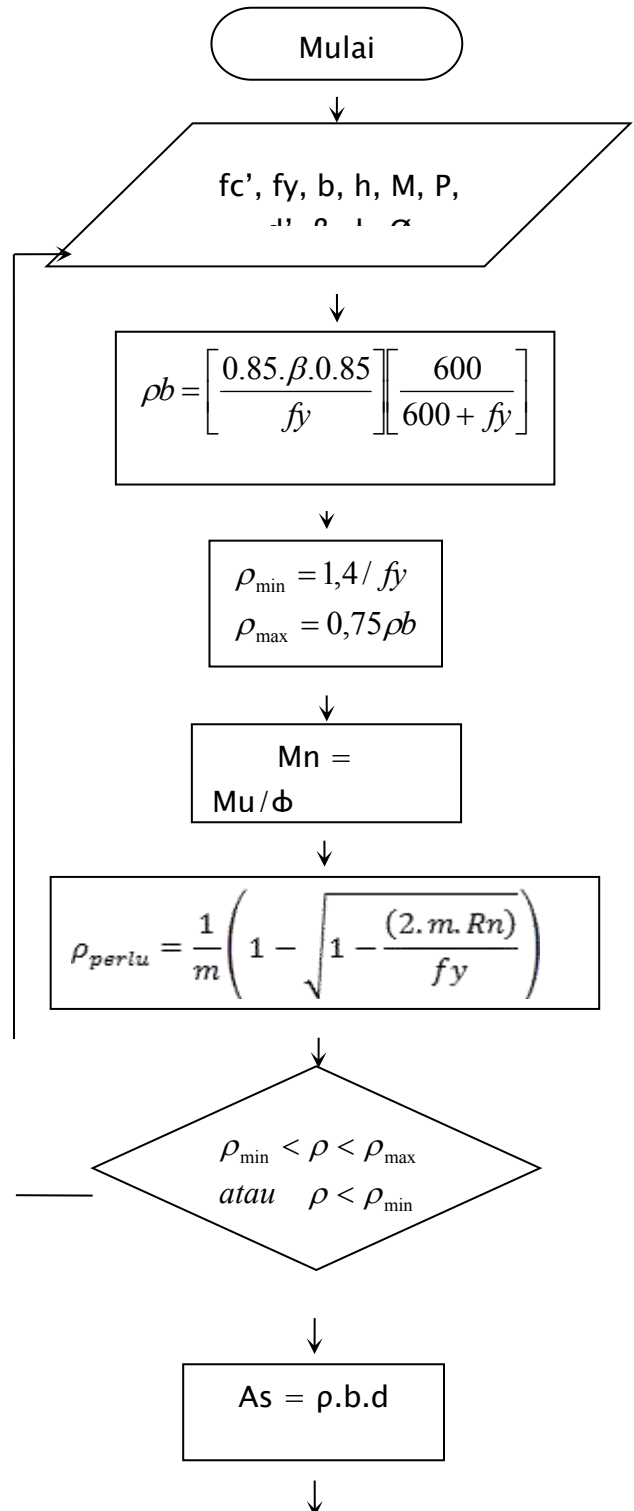 Mulai
fc', fy, b, h, M, P,
ρb = [0.85.β.0.85 / fy] [600 / 600 + fy]
ρmin = 1,4 / fy
ρmax = 0,75ρb
Mn =
Mu/ф
ρperlu = 1/m (1 − √(1 − (2.m.Rn) / fy))
ρmin < ρ < ρmax
atau ρ < ρmin
As = ρ.b.d